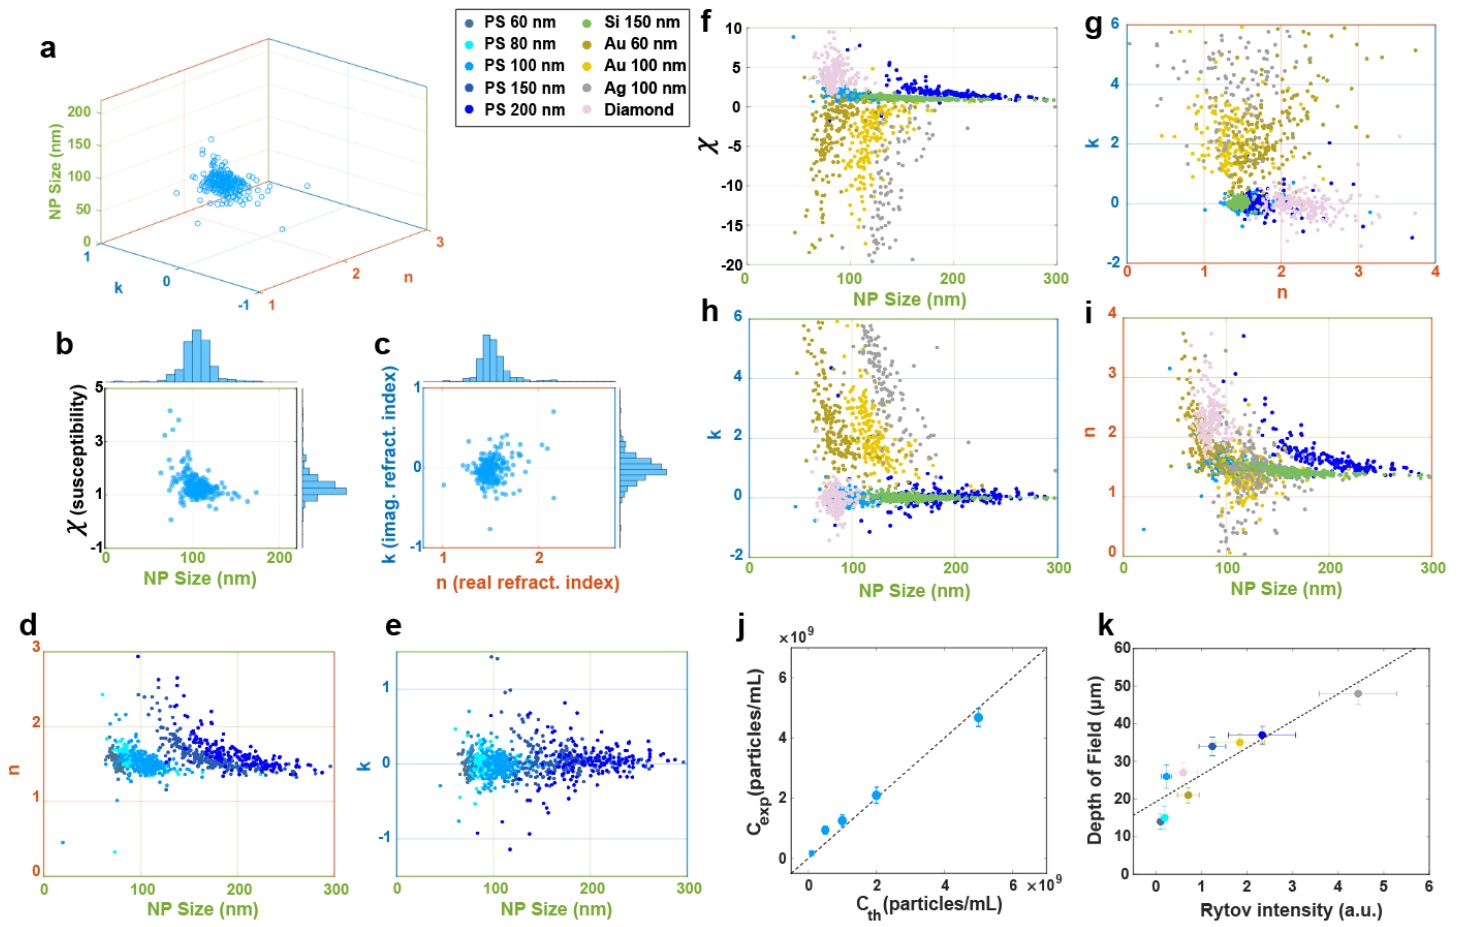 a
NP Size (nm)
200
150
100
50
0
1
0
-1
k
1
2
3
n
PS 60 nm
PS 80 nm
PS 100 nm
PS 150 nm
PS 200 nm
Si 150 nm
Au 60 nm
Au 100 nm
Ag 100 nm
Diamond
b
χ (susceptibility)
5
3
1
-1
0
100
200
NP Size (nm)
c
k (imag. refract. index)
1
0
-1
1
2
n (real refract. index)
d
n
3
2
1
0
0
100
200
300
NP Size (nm)
e
k
1
0
-1
0
100
200
300
NP Size (nm)
f
χ
10
5
0
-5
-10
-15
-20
0
100
200
300
NP Size (nm)
g
k
6
4
2
0
-2
0
1
2
3
4
n
h
k
6
4
2
0
-2
0
100
200
300
NP Size (nm)
i
n
4
3
2
1
0
0
100
200
300
NP Size (nm)
j
×10⁹
C_exp(particles/mL)
6
4
2
0
0
2
4
6 ×10⁹
C_th(particles/mL)
k
Depth of Field (μm)
60
50
40
30
20
10
0
0
1
2
3
4
5
6
Rytov intensity (a.u.)